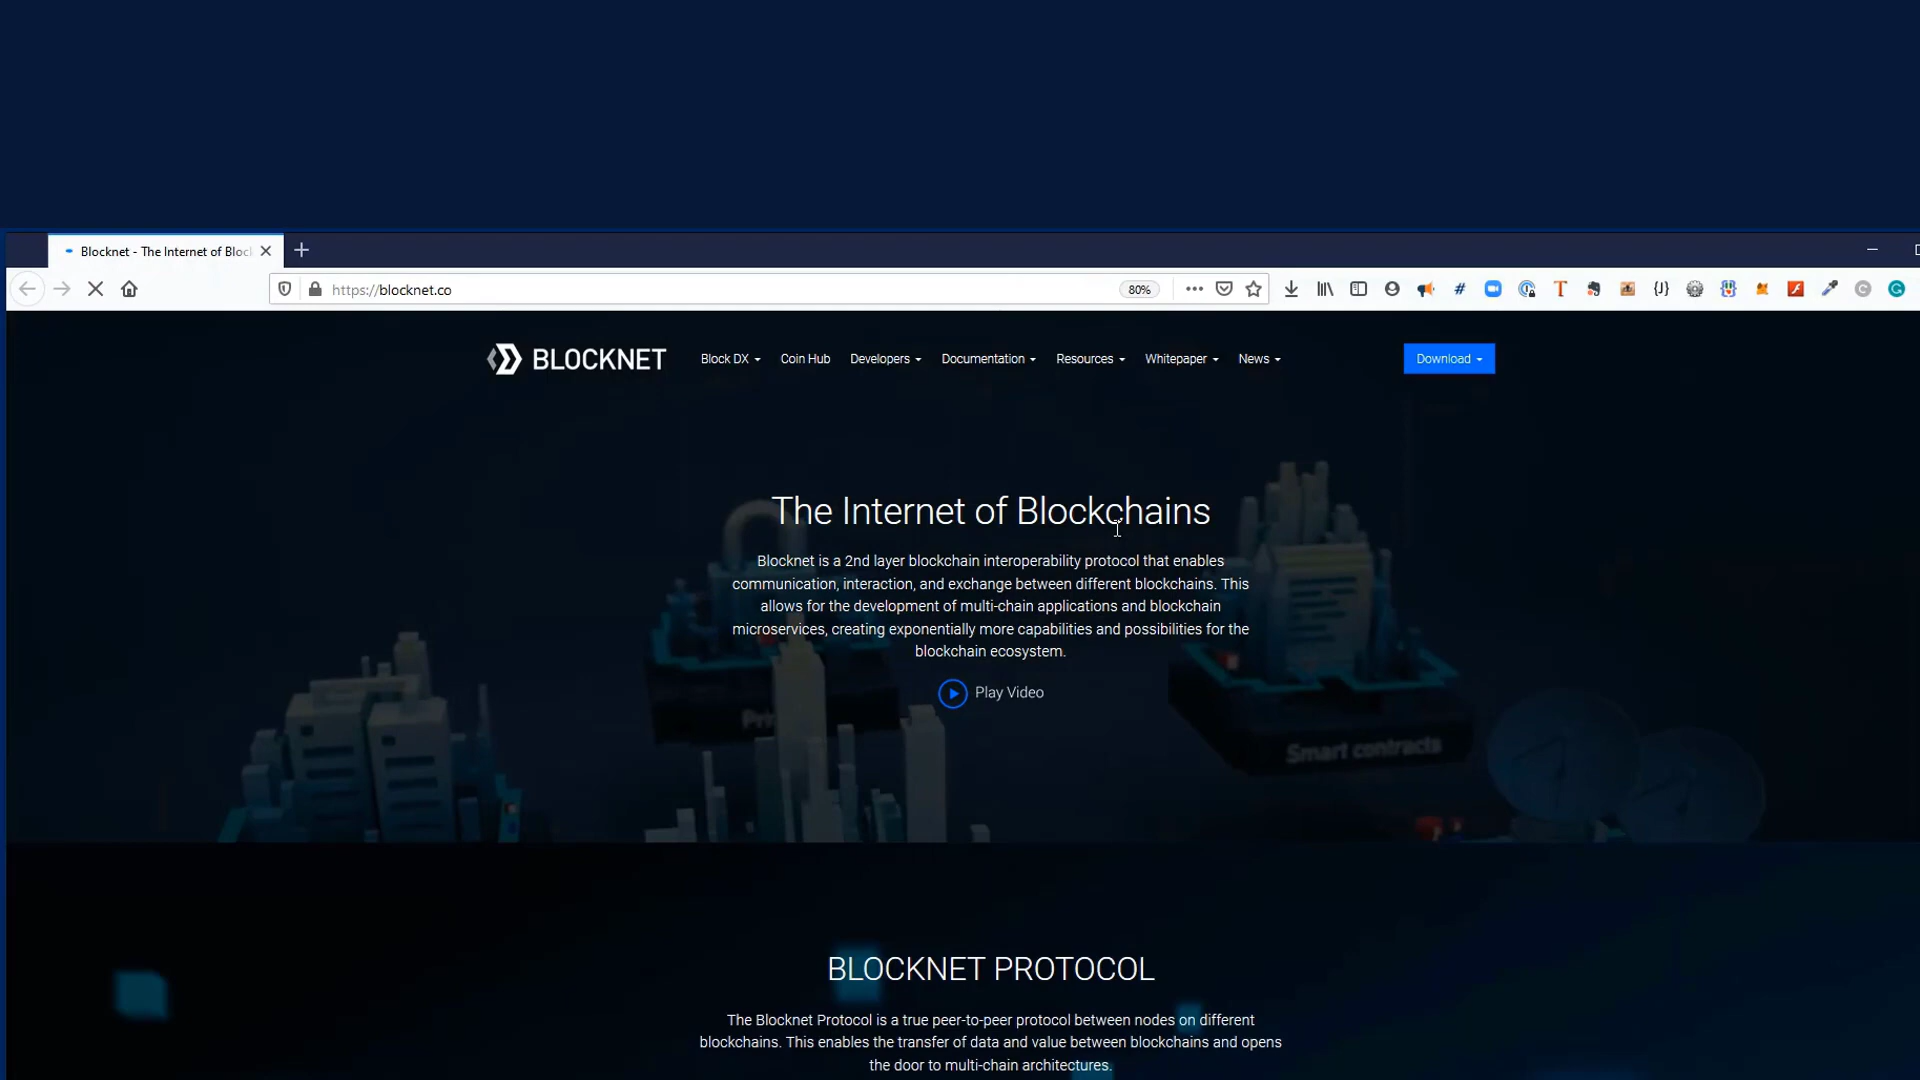 Blocknet - The Internet of Bloc
https://blocknet.co
80%
BLOCKNET
Block DX
Coin Hub
Developers
Documentation
Resources
Whitepaper
News
Download
The Internet of Blockchains
Blocknet is a 2nd layer blockchain interoperability protocol that enables
communication, interaction, and exchange between different blockchains. This
allows for the development of multi-chain applications and blockchain
microservices, creating exponentially more capabilities and possibilities for the
blockchain ecosystem.
Play Video
Smart contracts
BLOCKNET PROTOCOL
The Blocknet Protocol is a true peer-to-peer protocol between nodes on different
blockchains. This enables the transfer of data and value between blockchains and opens
the door to multi-chain architectures.